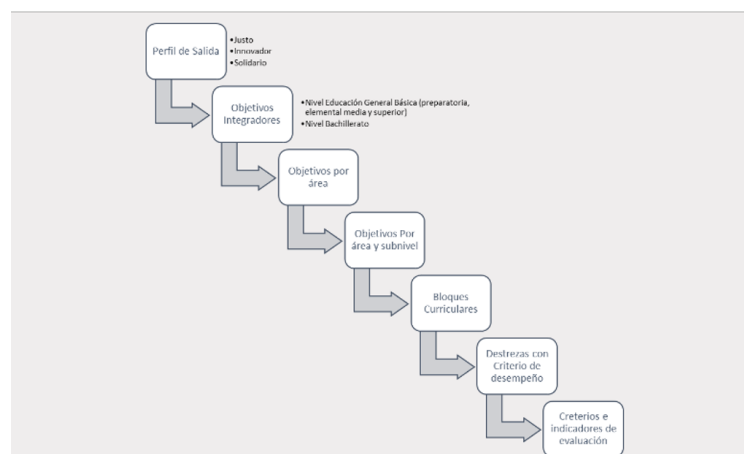 Perfil de Salida
•Justo
•Innovador
•Solidario
Objetivos
Integradores
•Nivel Educación General Básica (preparatoria,
elemental media y superior)
•Nivel Bachillerato
Objetivos por
área
Objetivos Por
área y subnivel
Bloques
Curriculares
Destrezas con
Criterio de
desempeño
Creterios e
indicadores de
evaluación